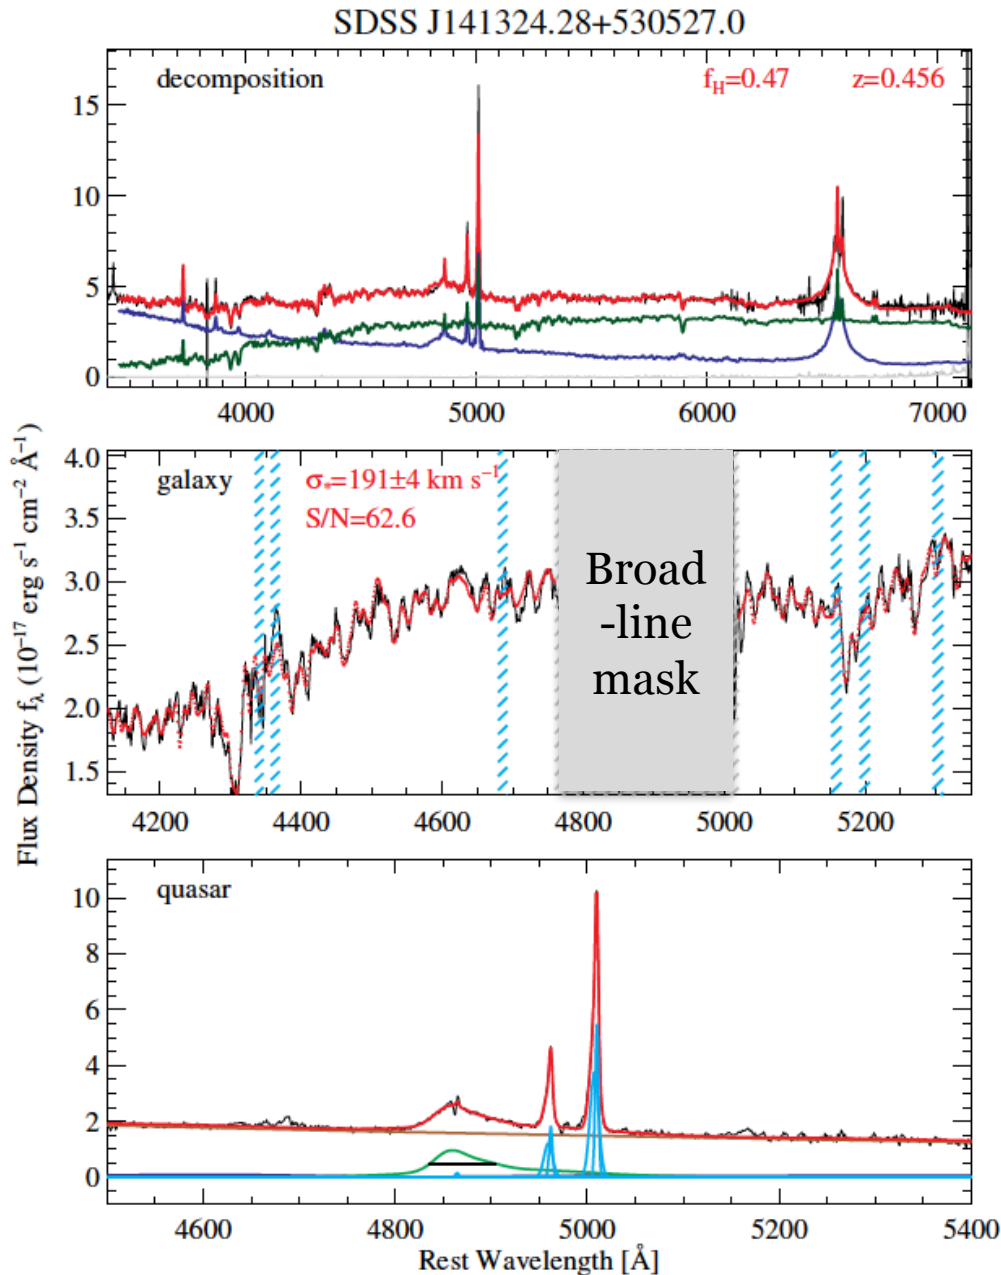 SDSS J141324.28+530527.0
decomposition
f_H=0.47 z=0.456
15
10
5
0
4000 5000 6000 7000
galaxy
σ*=191±4 km s⁻¹
S/N=62.6
Broad
-line
mask
4.0
3.5
3.0
2.5
2.0
1.5
4200 4400 4600 4800 5000 5200
Flux Density f_λ (10⁻¹⁷ erg s⁻¹ cm⁻² Å⁻¹)
quasar
10
8
6
4
2
0
4600 4800 5000 5200 5400
Rest Wavelength [Å]